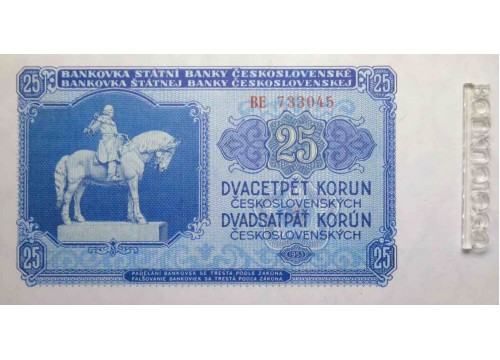 25
BANKOVKA STÁTNÍ BANKY ČESKOSLOVENSKÉ
BANKOVKA ŠTÁTNEJ BANKY ČESKOSLOVENSKEJ
25
BE 733045
25
DVACETPĚT KORUN
ČESKOSLOVENSKÝCH
DVADSAŤPÄŤ KORÚN
ČESKOSLOVENSKÝCH
1953
25
PADĚLÁNÍ BANKOVEK SE TRESTÁ PODLE ZÁKONA
FALŠOVANIE BANKOVIEK SA TRESTÁ PODĽA ZÁKONA
25